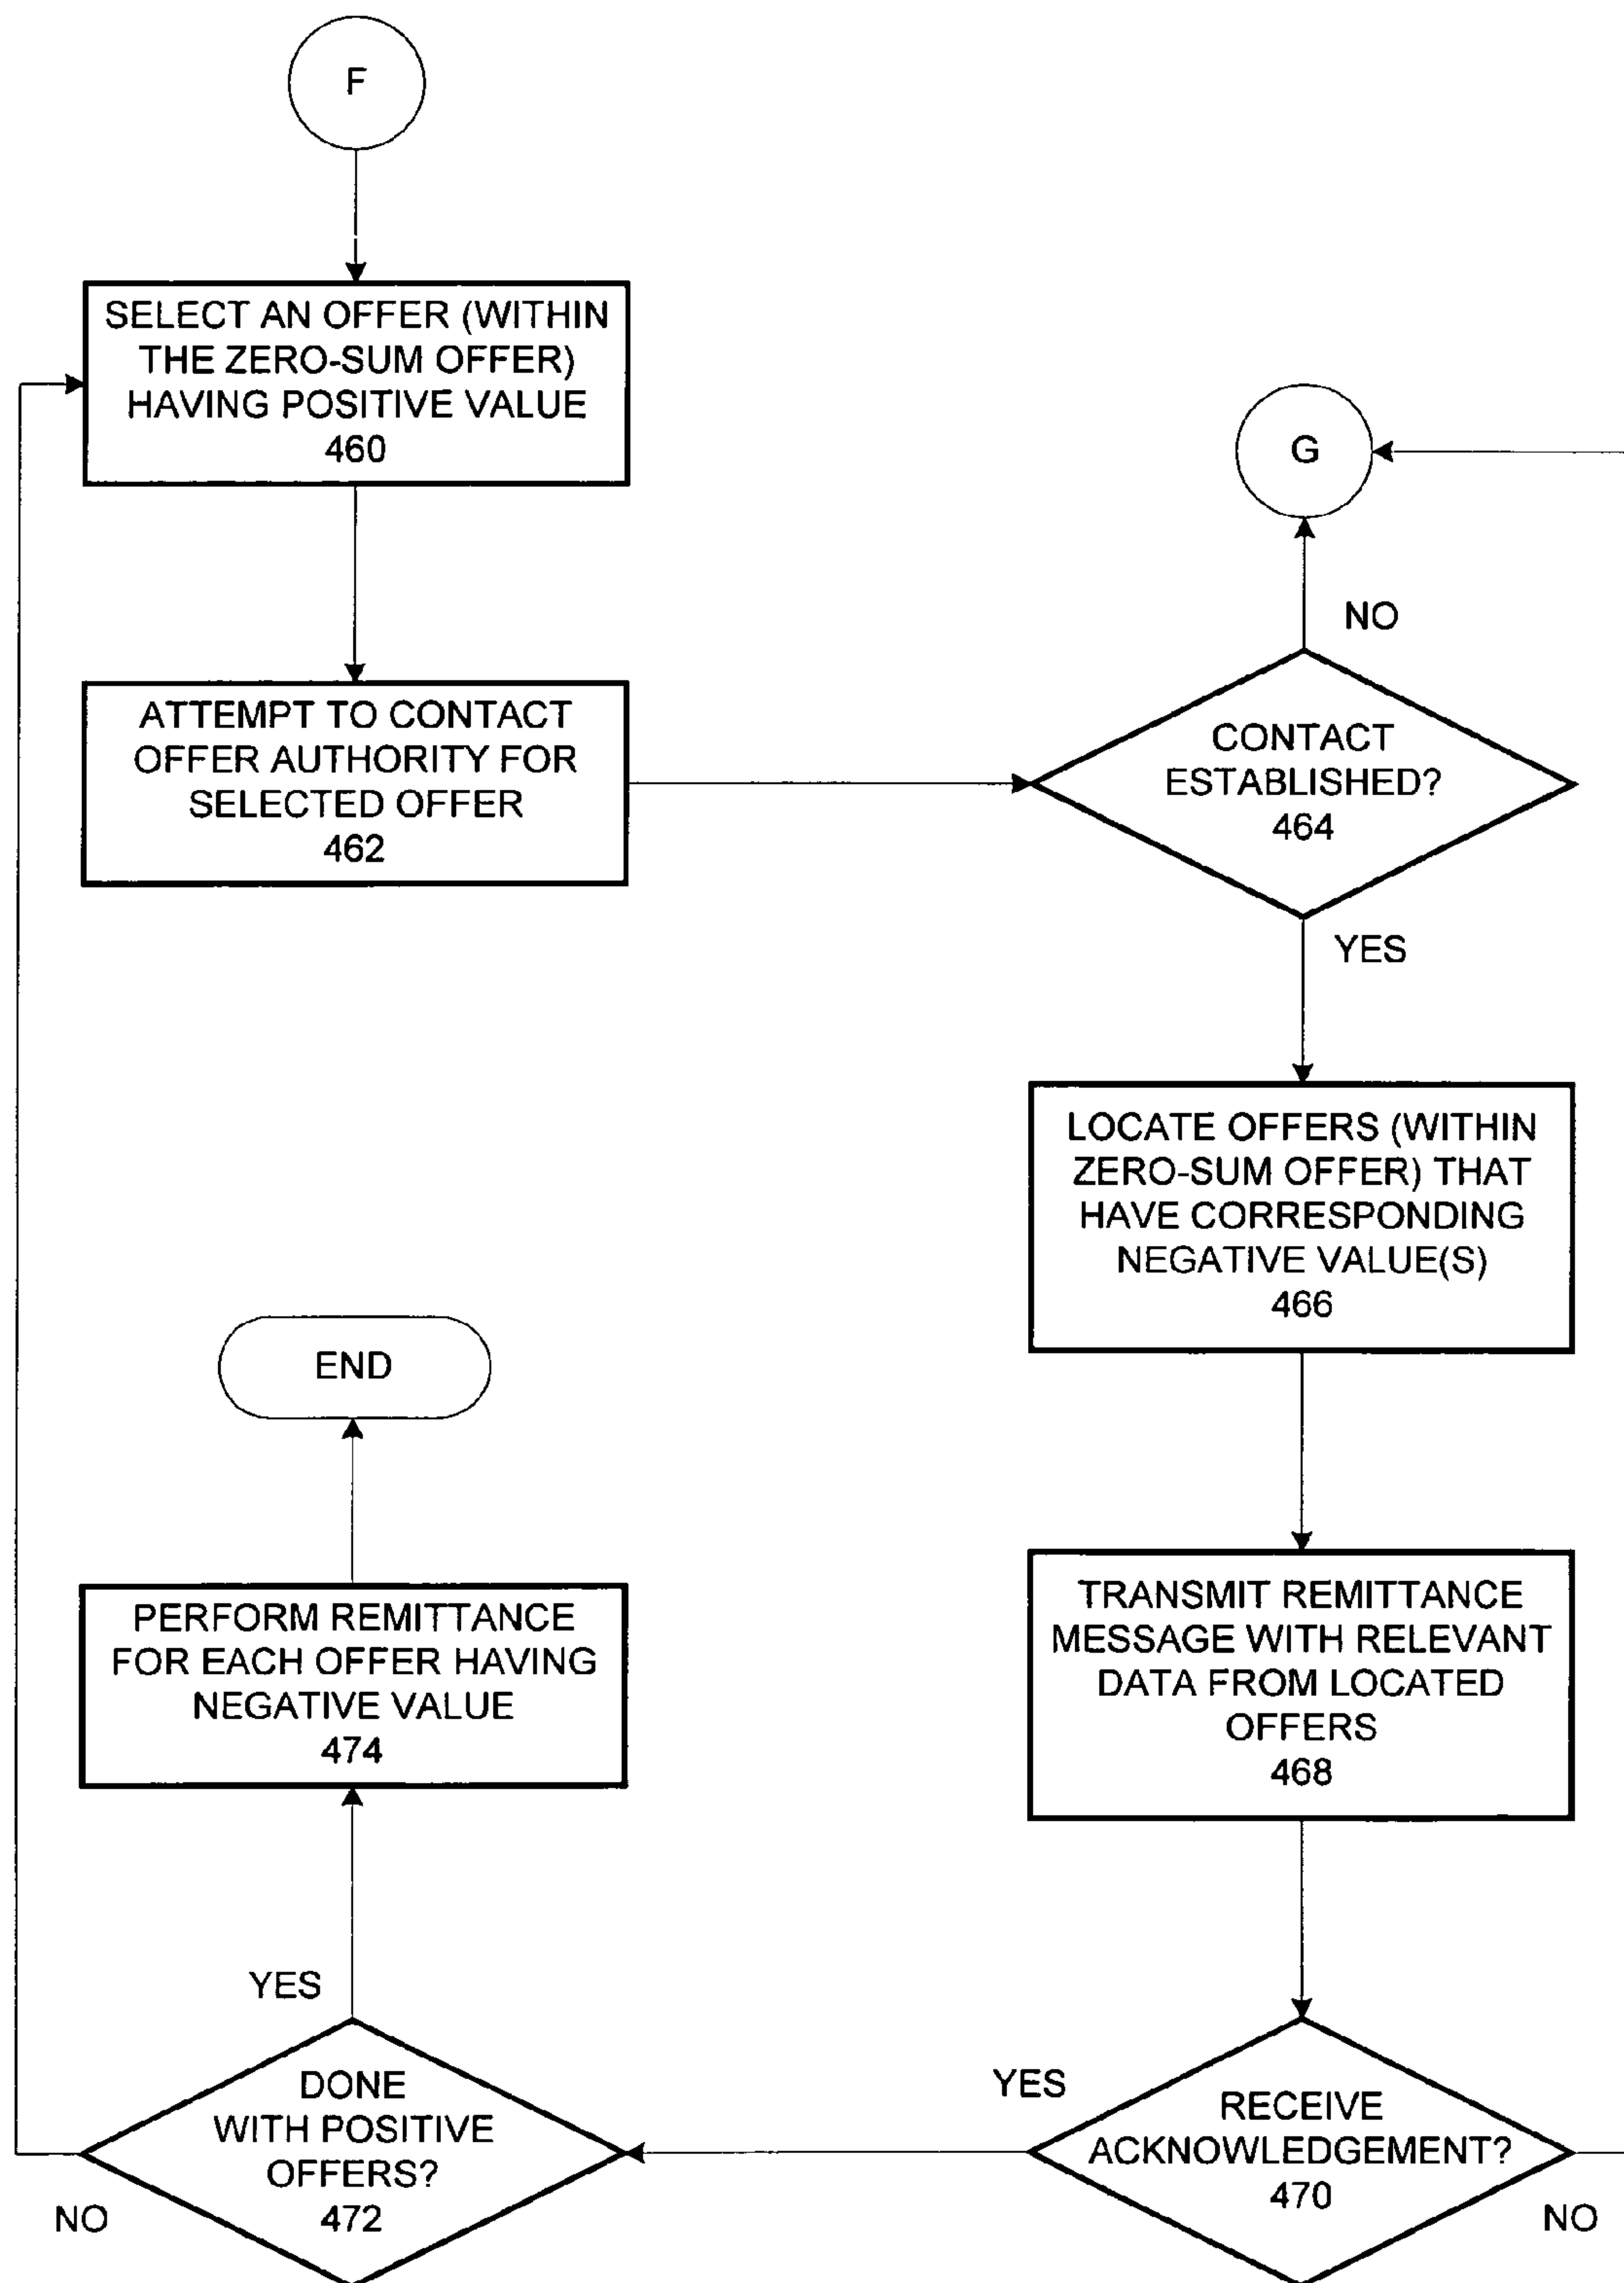 F
SELECT AN OFFER (WITHIN
THE ZERO-SUM OFFER)
HAVING POSITIVE VALUE
460
G
NO
ATTEMPT TO CONTACT
OFFER AUTHORITY FOR
SELECTED OFFER
462
CONTACT
ESTABLISHED?
464
YES
LOCATE OFFERS (WITHIN
ZERO-SUM OFFER) THAT
HAVE CORRESPONDING
NEGATIVE VALUE(S)
466
END
TRANSMIT REMITTANCE
MESSAGE WITH RELEVANT
DATA FROM LOCATED
OFFERS
468
PERFORM REMITTANCE
FOR EACH OFFER HAVING
NEGATIVE VALUE
474
YES
DONE
WITH POSITIVE
OFFERS?
472
NO
YES
RECEIVE
ACKNOWLEDGEMENT?
470
NO